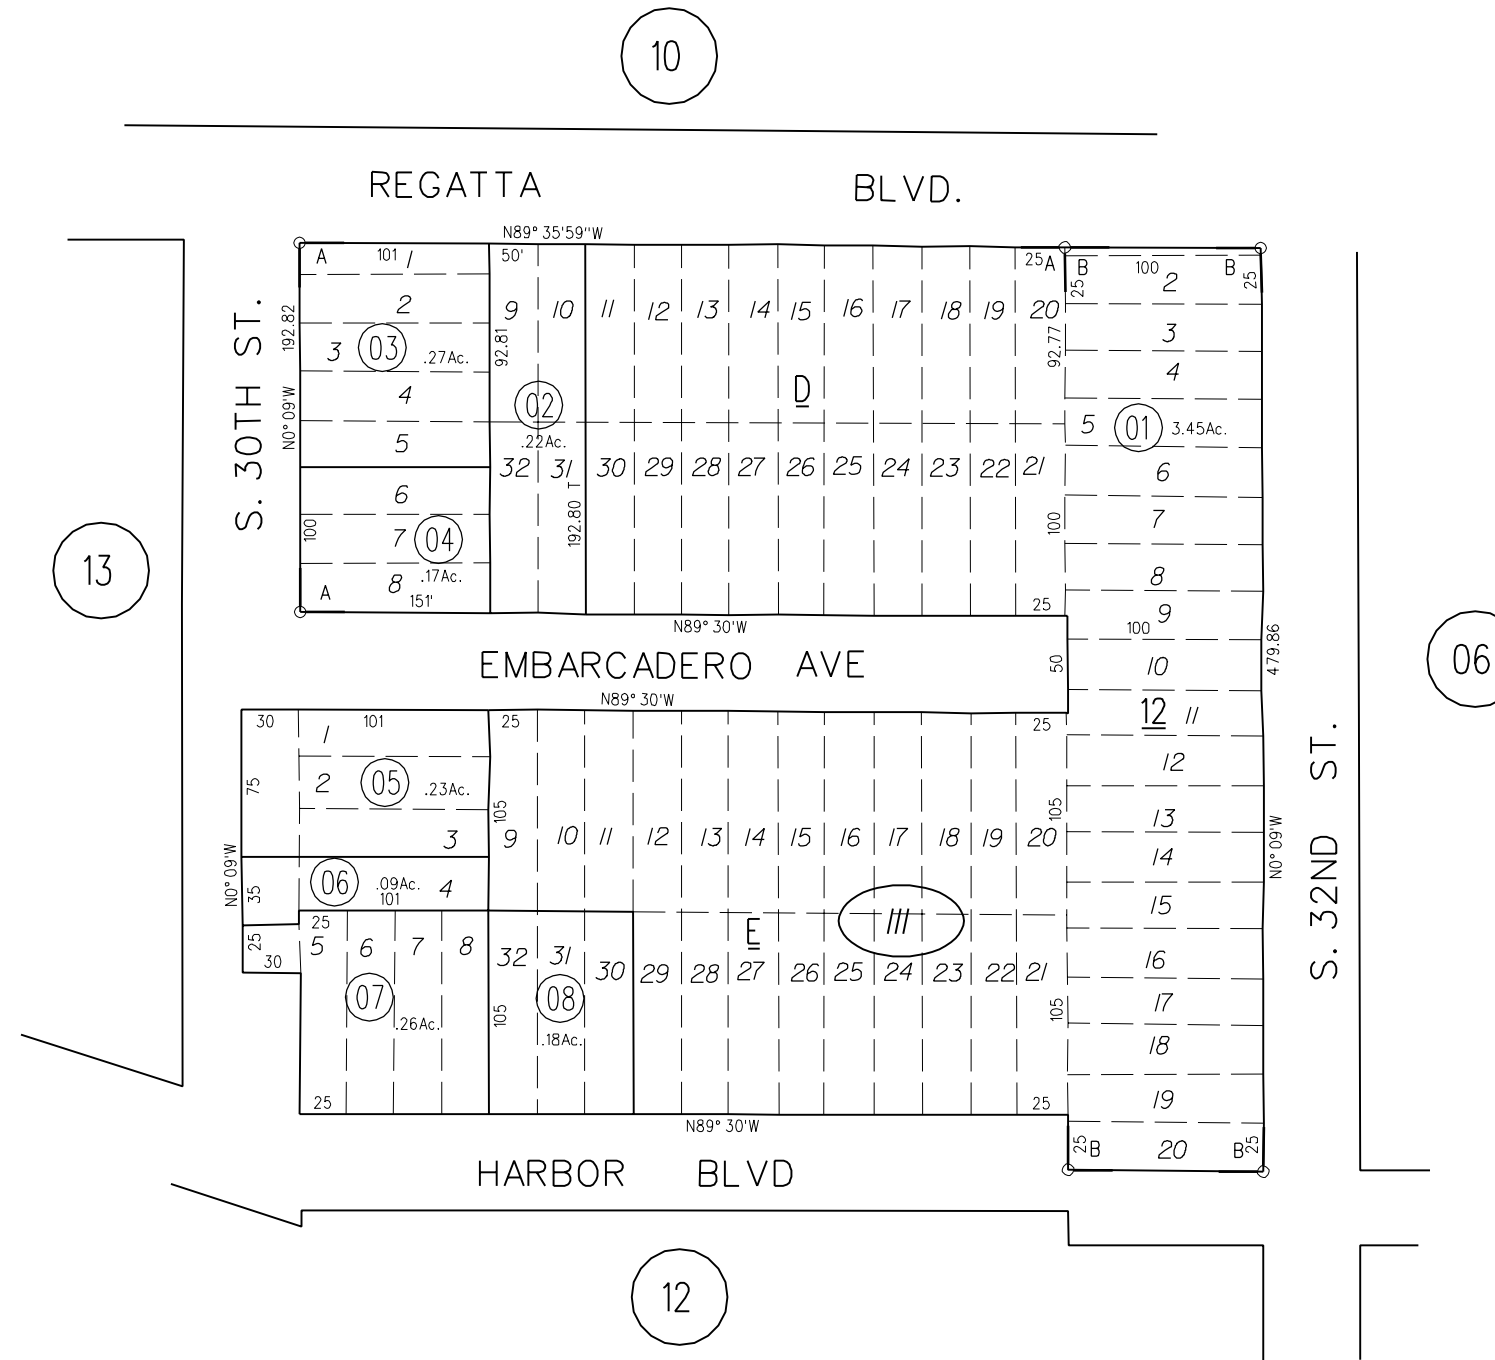 10
REGATTA BLVD.
N89° 35'59"W
A 101 1 50' 25 A B 100 B
2 25 25
2 9 10 11 12 13 14 15 16 17 18 19 20
192.82 3 03 .27Ac. 92.81 92.77 3
S. 30TH ST.
N0° 09'W 4 02 D 4
5 .22Ac. 5 01 3.45Ac.
6 32 31 30 29 28 27 26 25 24 23 22 21 6
100 7 04 192.80 T 100 7
8 .17Ac. 8
A 151' 25 9
N89° 30'W 100
13
EMBARCADERO AVE 50 10 479.86 06
N89° 30'W
30 101 25 25 12 11
1
75 2 05 .23Ac. 105 105 12
3 9 10 11 12 13 14 15 16 17 18 19 20 13
N0° 09'W N0° 09'W
S. 32ND ST.
35 06 .09Ac. 4 14
101 15
25 25 E III
5 6 7 8 32 31 30 29 28 27 26 25 24 23 22 21 16
30
07 .26Ac. 105 08 .18Ac. 105 17
18
25 25 19
N89° 30'W
25 B 20 B 25
HARBOR BLVD
12